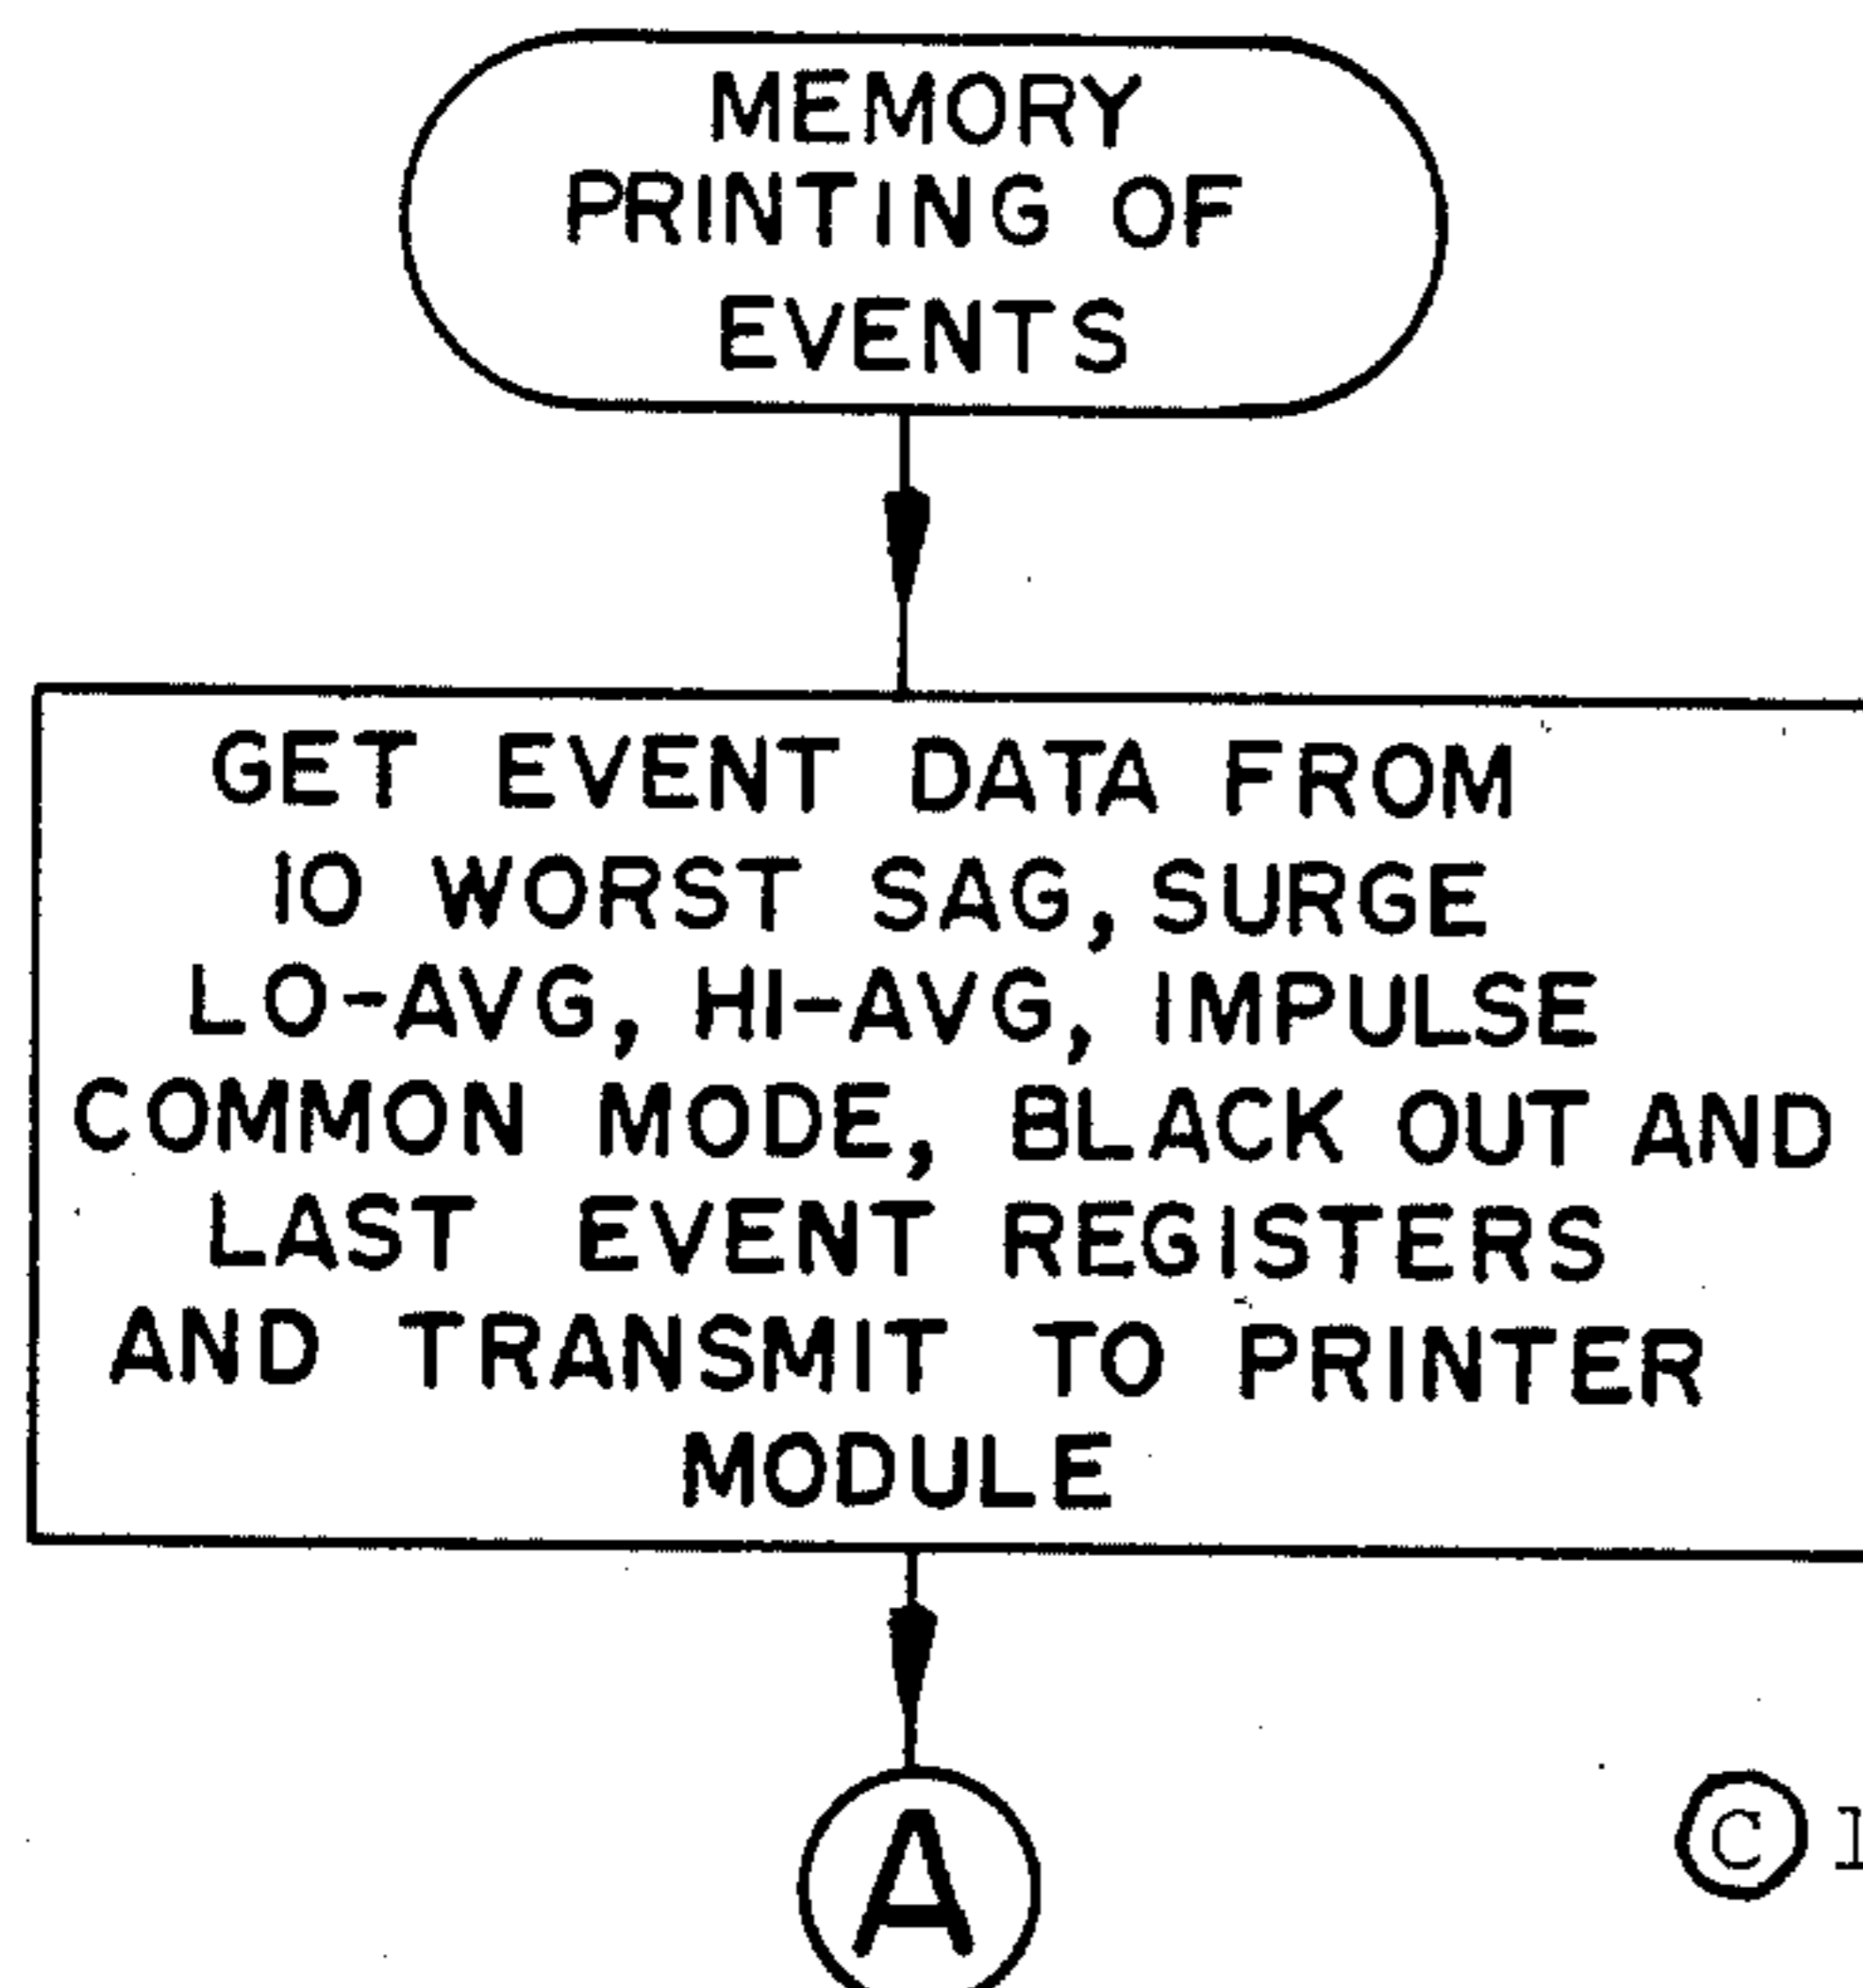 MEMORY
PRINTING OF
EVENTS
GET EVENT DATA FROM
10 WORST SAG, SURGE
LO-AVG, HI-AVG, IMPULSE
COMMON MODE, BLACK OUT AND
LAST EVENT REGISTERS
AND TRANSMIT TO PRINTER
MODULE
A
©